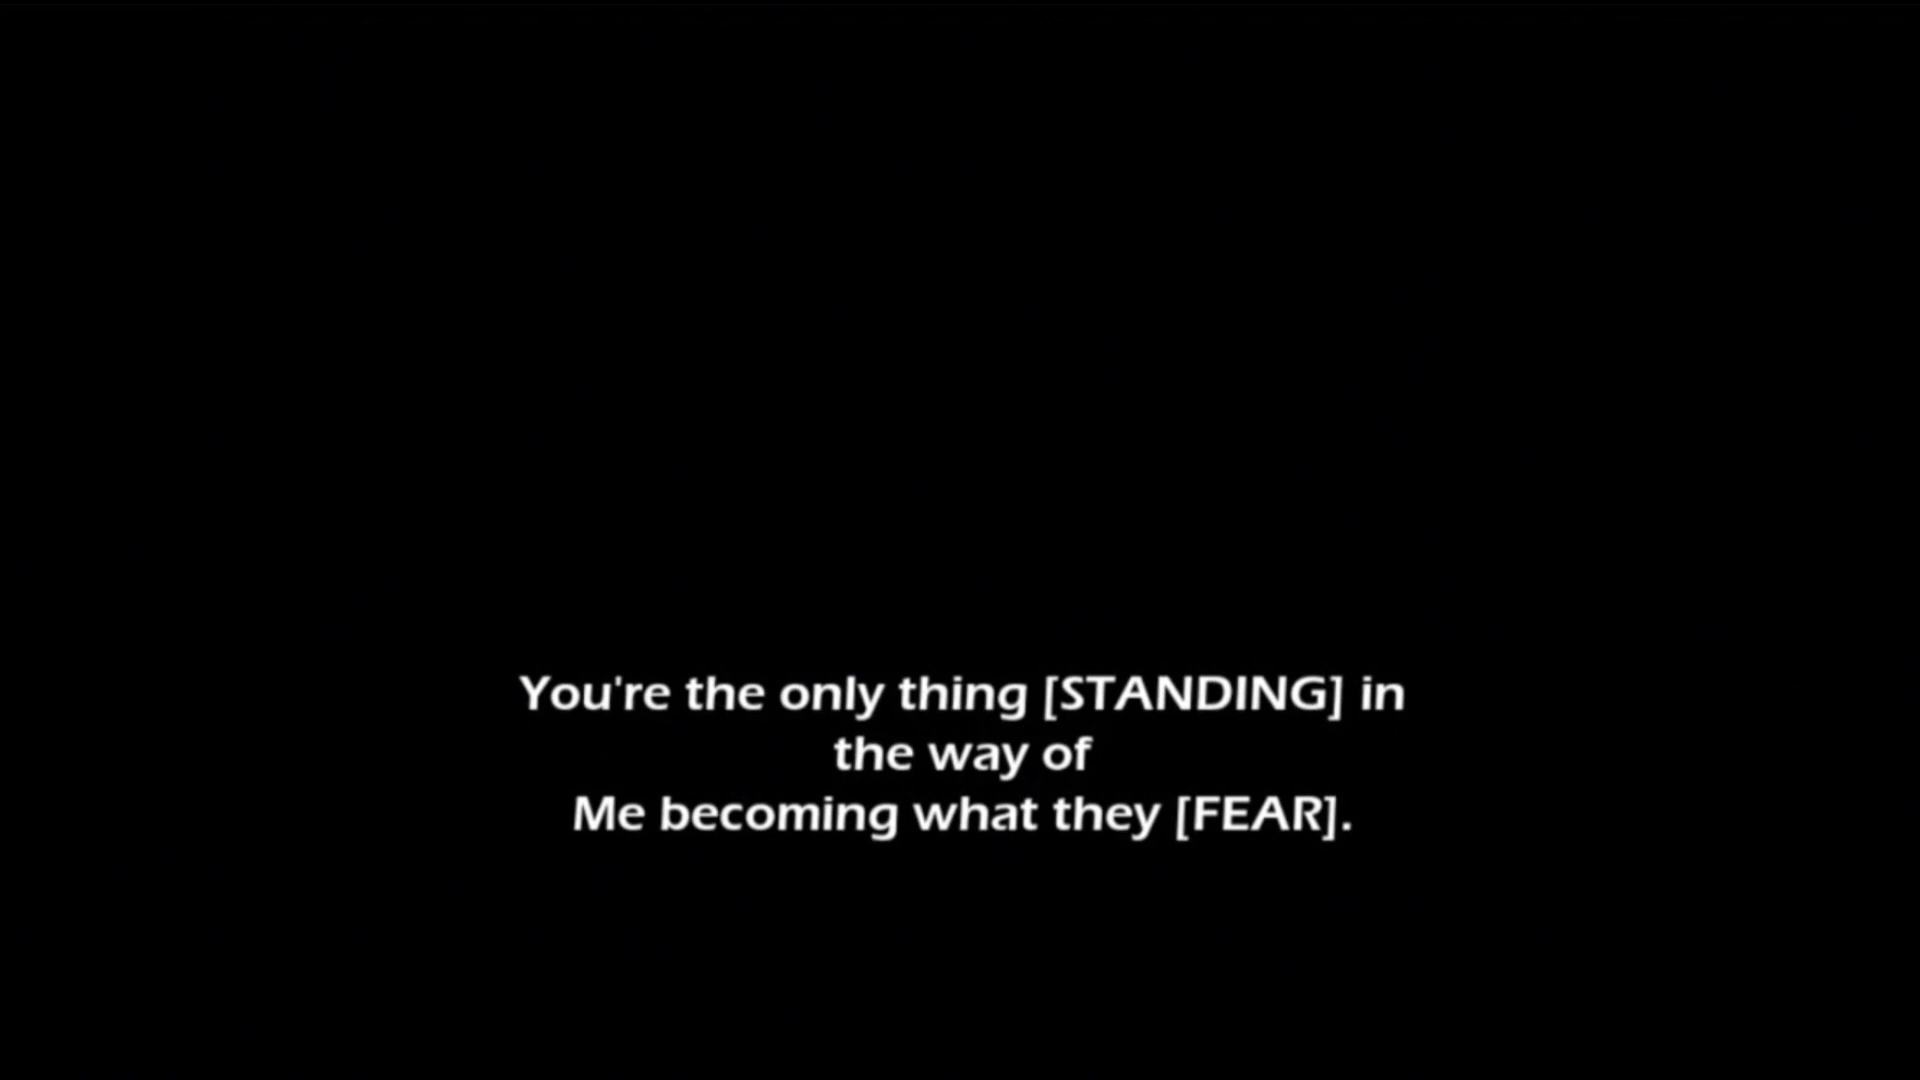 You're the only thing [STANDING] in
the way of
Me becoming what they [FEAR].